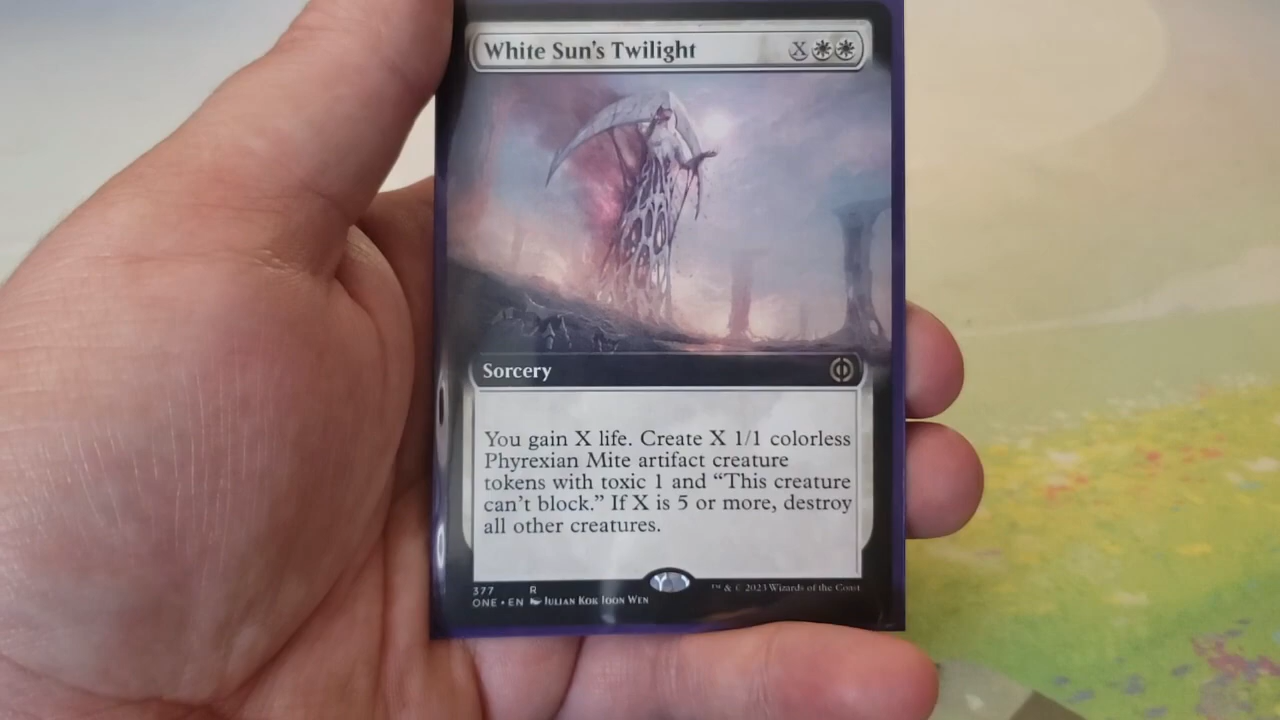 White Sun's Twilight X
Sorcery
You gain X life. Create X 1/1 colorless
Phyrexian Mite artifact creature
tokens with toxic 1 and “This creature
can't block.” If X is 5 or more, destroy
all other creatures.
377 R
ONE • EN Julian Kok Joon Wen
™ & © 2023 Wizards of the Coast